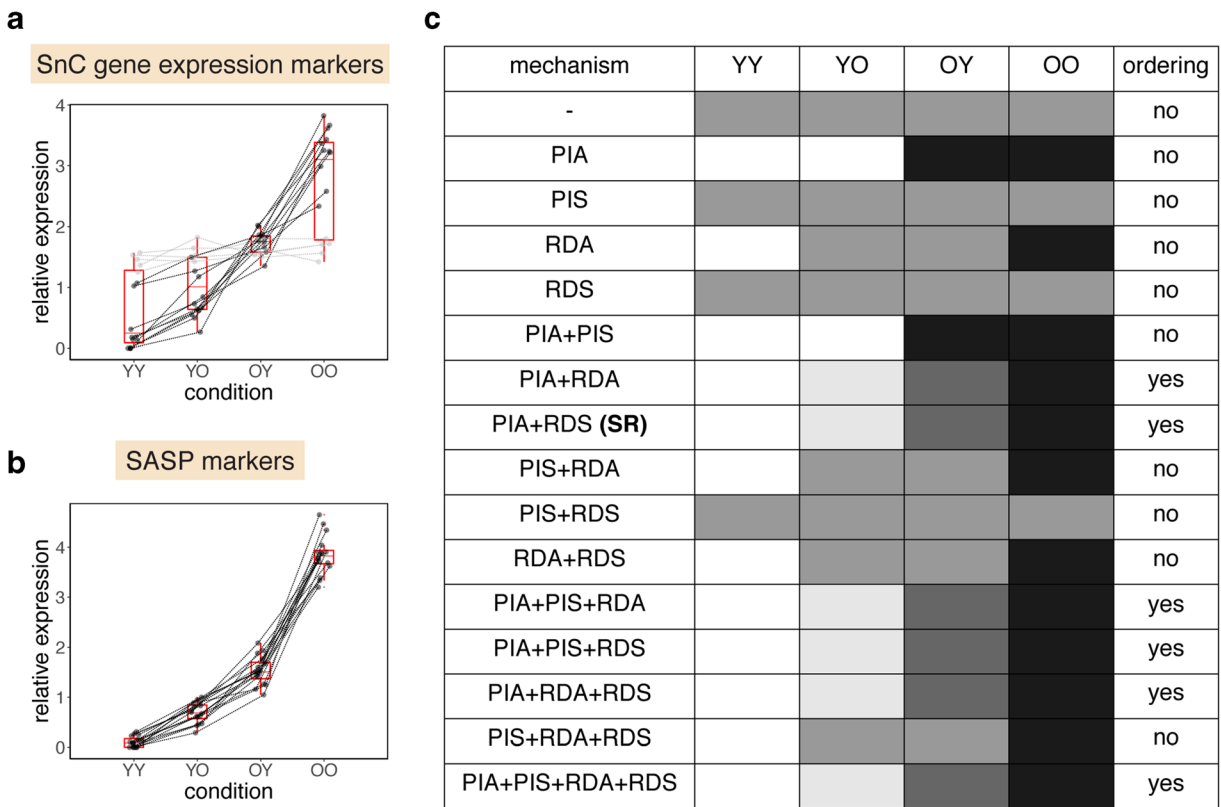 a
SnC gene expression markers
4
3
2
1
0
relative expression
YY YO OY OO
condition
b
SASP markers
4
3
2
1
0
relative expression
YY YO OY OO
condition
c
mechanism YY YO OY OO ordering
- no
PIA no
PIS no
RDA no
RDS no
PIA+PIS no
PIA+RDA yes
PIA+RDS (SR) yes
PIS+RDA no
PIS+RDS no
RDA+RDS no
PIA+PIS+RDA yes
PIA+PIS+RDS yes
PIA+RDA+RDS yes
PIS+RDA+RDS no
PIA+PIS+RDA+RDS yes